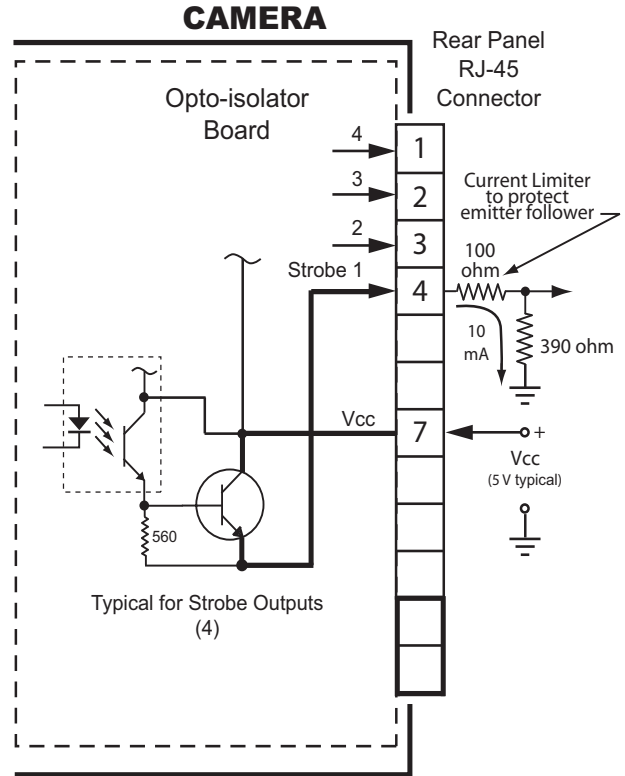 CAMERA
Rear Panel
RJ-45
Connector
Opto-isolator
Board
4
1
3
2
2
3
Strobe 1
4
Current Limiter
to protect
emitter follower
100
ohm
10
mA
390 ohm
Vcc
7
+
Vcc
(5 V typical)
560
Typical for Strobe Outputs
(4)